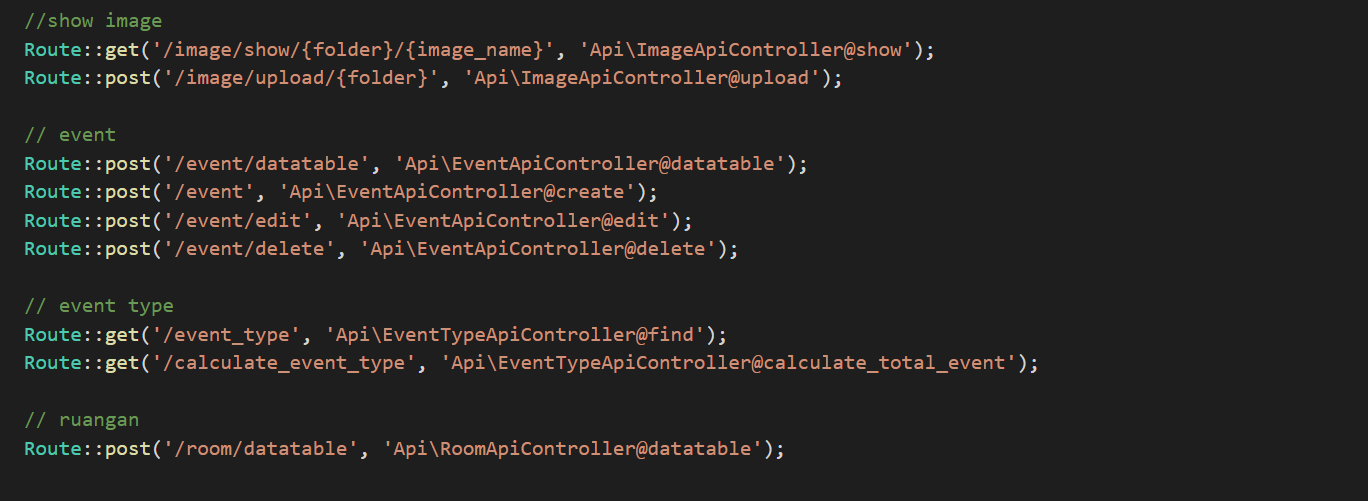 //show image
Route::get('/image/show/{folder}/{image_name}', 'Api\ImageApiController@show');
Route::post('/image/upload/{folder}', 'Api\ImageApiController@upload');
// event
Route::post('/event/datatable', 'Api\EventApiController@datatable');
Route::post('/event', 'Api\EventApiController@create');
Route::post('/event/edit', 'Api\EventApiController@edit');
Route::post('/event/delete', 'Api\EventApiController@delete');
// event type
Route::get('/event_type', 'Api\EventTypeApiController@find');
Route::get('/calculate_event_type', 'Api\EventTypeApiController@calculate_total_event');
// ruangan
Route::post('/room/datatable', 'Api\RoomApiController@datatable');